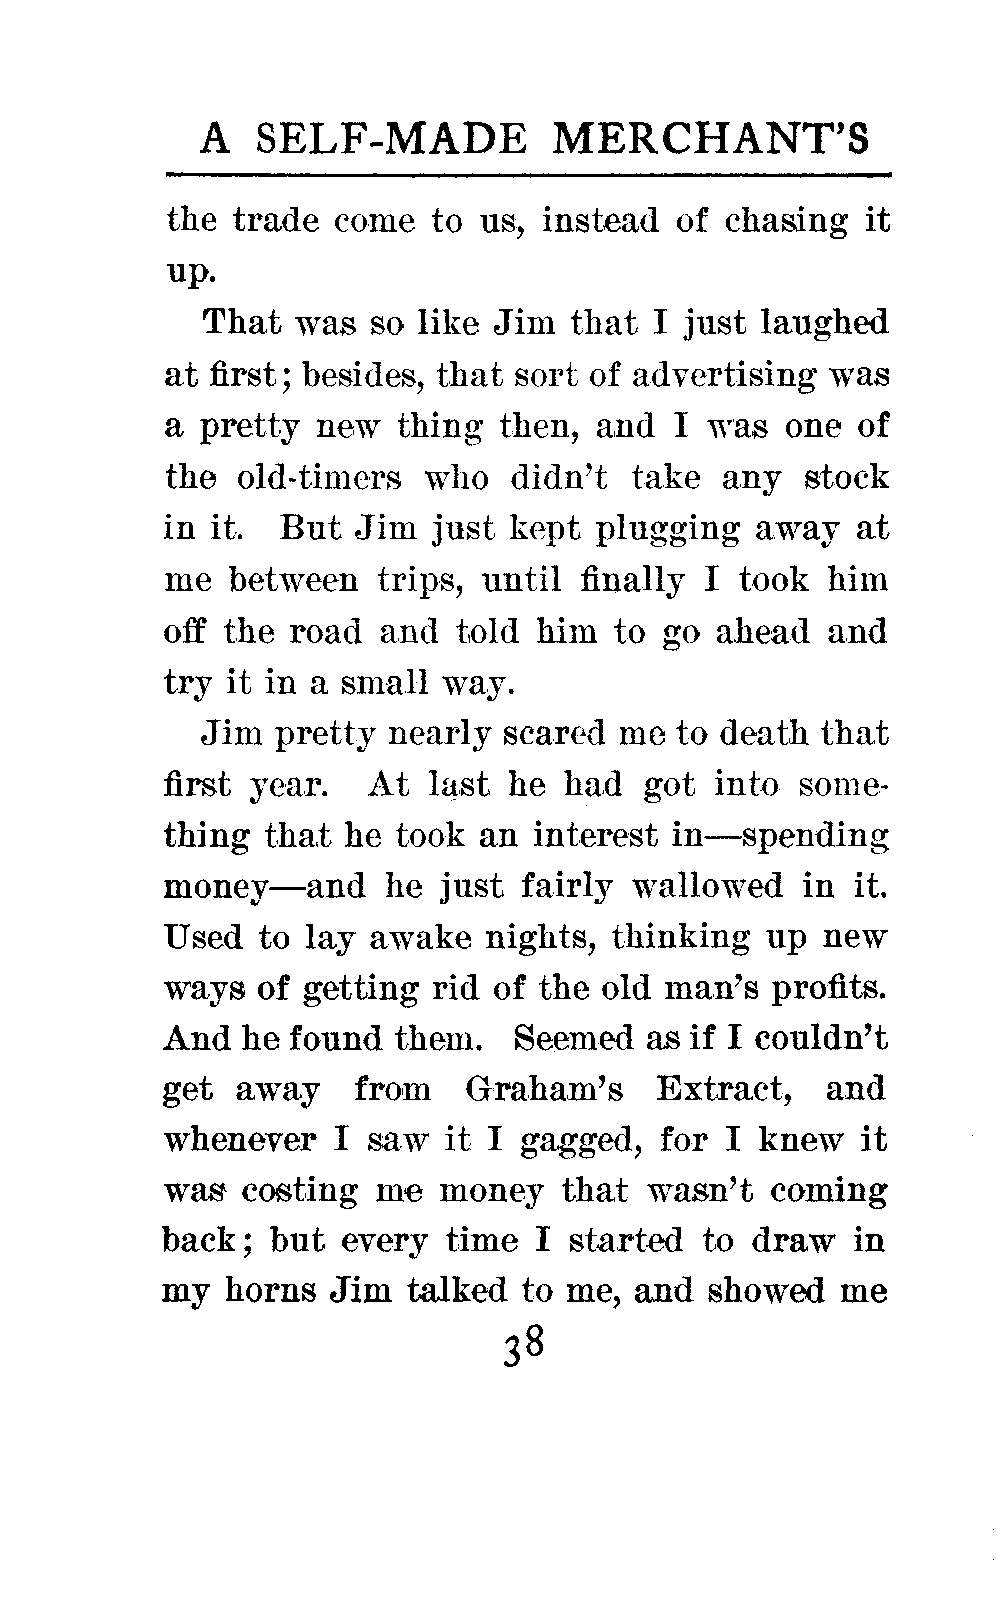 A SELF-MADE MERCHANT'S
the trade come to us, instead of chasing it
up.
That was so like Jim that I just laughed
at first; besides, that sort of advertising was
a pretty new thing then, and I was one of
the old-timers who didn't take any stock
in it. But Jim just kept plugging away at
me between trips, until finally I took him
off the road and told him to go ahead and
try it in a small way.
Jim pretty nearly scared me to death that
first year. At last he had got into some-
thing that he took an interest in—spending
money—and he just fairly wallowed in it.
Used to lay awake nights, thinking up new
ways of getting rid of the old man's profits.
And he found them. Seemed as if I couldn't
get away from Graham's Extract, and
whenever I saw it I gagged, for I knew it
was costing me money that wasn't coming
back; but every time I started to draw in
my horns Jim talked to me, and showed me
38